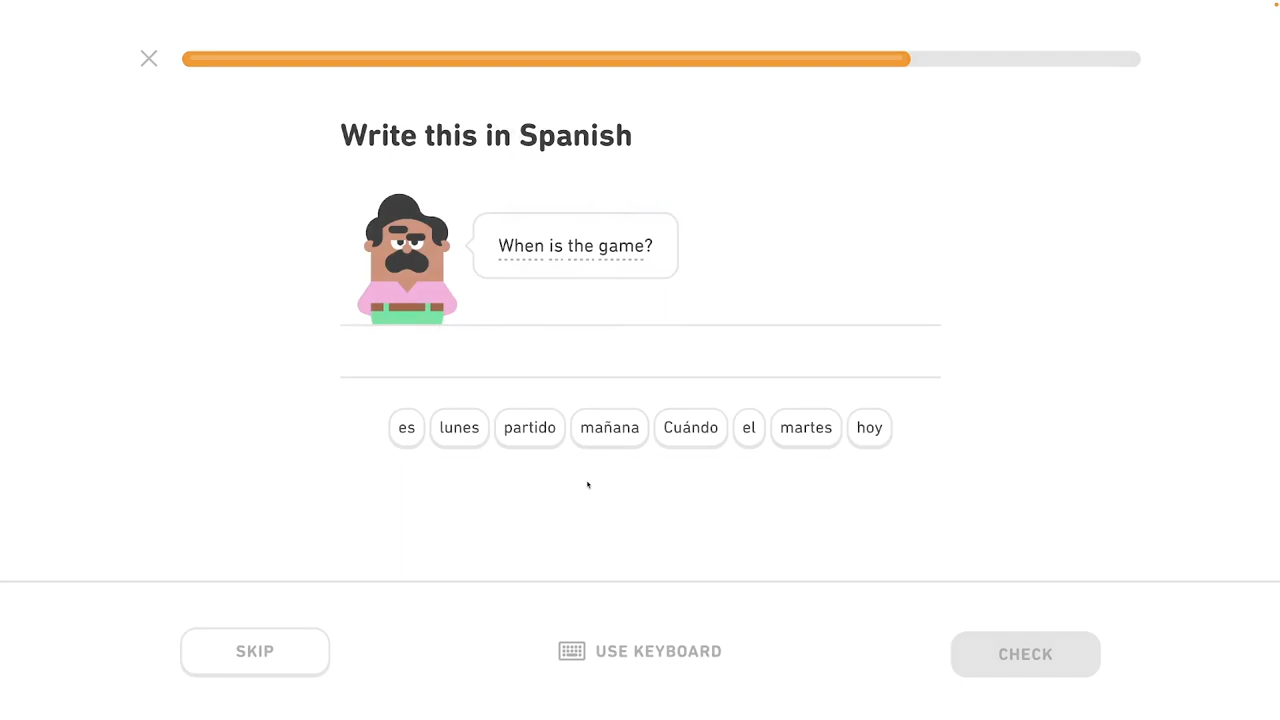 Write this in Spanish
When is the game?
es lunes partido mañana Cuándo el martes hoy
SKIP USE KEYBOARD CHECK